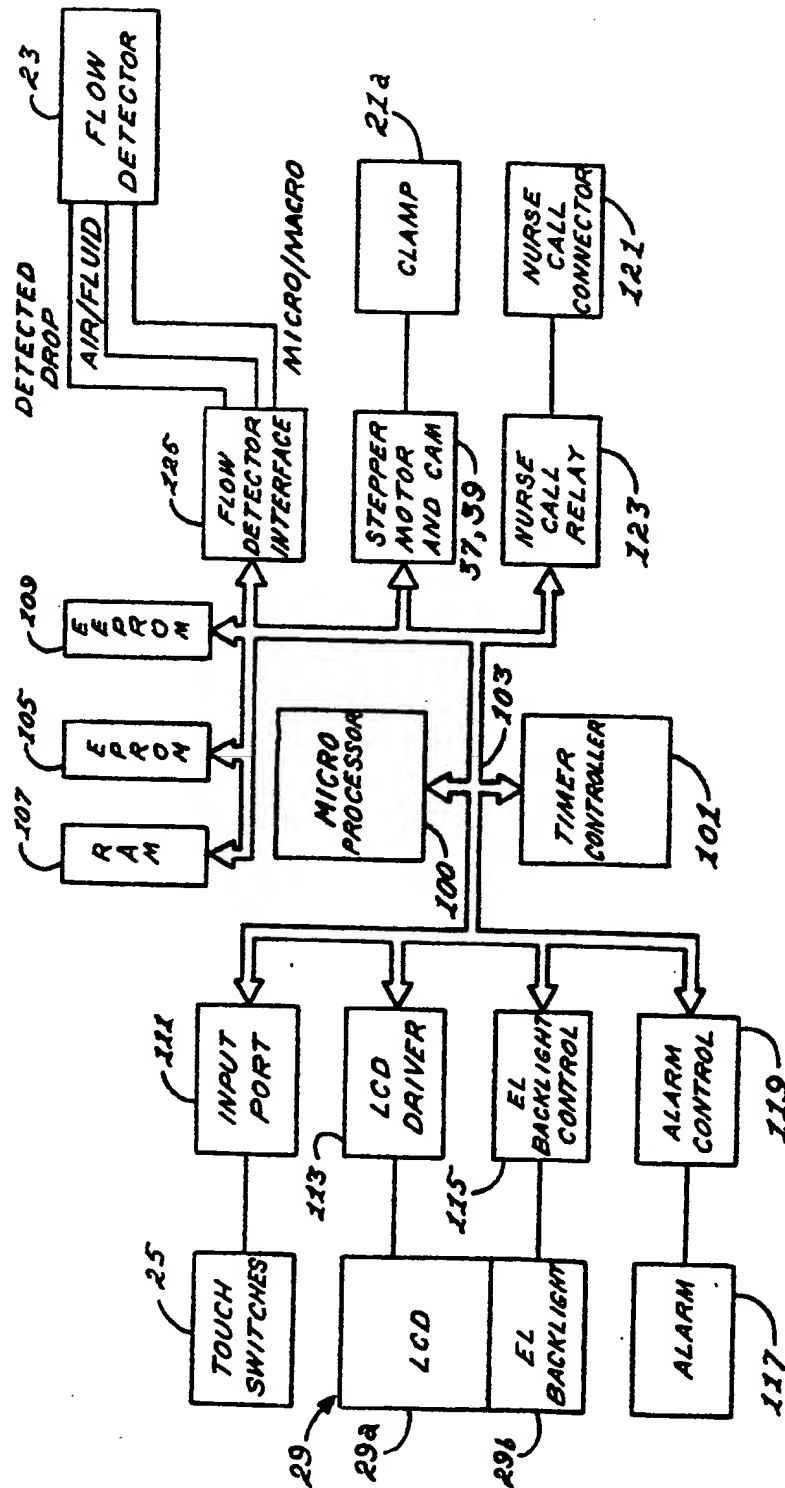 23
FLOW
DETECTOR
DETECTED
DROP
AIR/FLUID
MICRO/MACRO
125
FLOW
DETECTOR
INTERFACE
21a
CLAMP
STEPPER
MOTOR
AND CAM
37,39
NURSE
CALL
CONNECTOR
121
NURSE
CALL
RELAY
123
109
EEPROM
105
EPROM
107
RAM
MICRO
PROCESSOR
100
103
TIMER
CONTROLLER
101
111
INPUT
PORT
25
TOUCH
SWITCHES
LCD
DRIVER
113
29
LCD
29a
EL
BACKLIGHT
CONTROL
115
EL
BACKLIGHT
29b
ALARM
CONTROL
119
ALARM
117